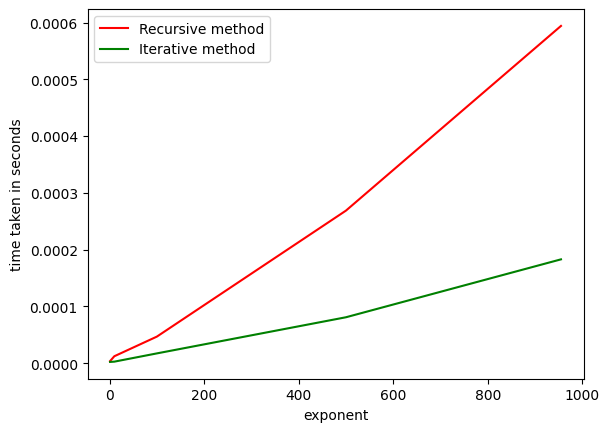 Recursive method
Iterative method
0.0006
0.0005
0.0004
0.0003
0.0002
0.0001
0.0000
time taken in seconds
0 200 400 600 800 1000
exponent